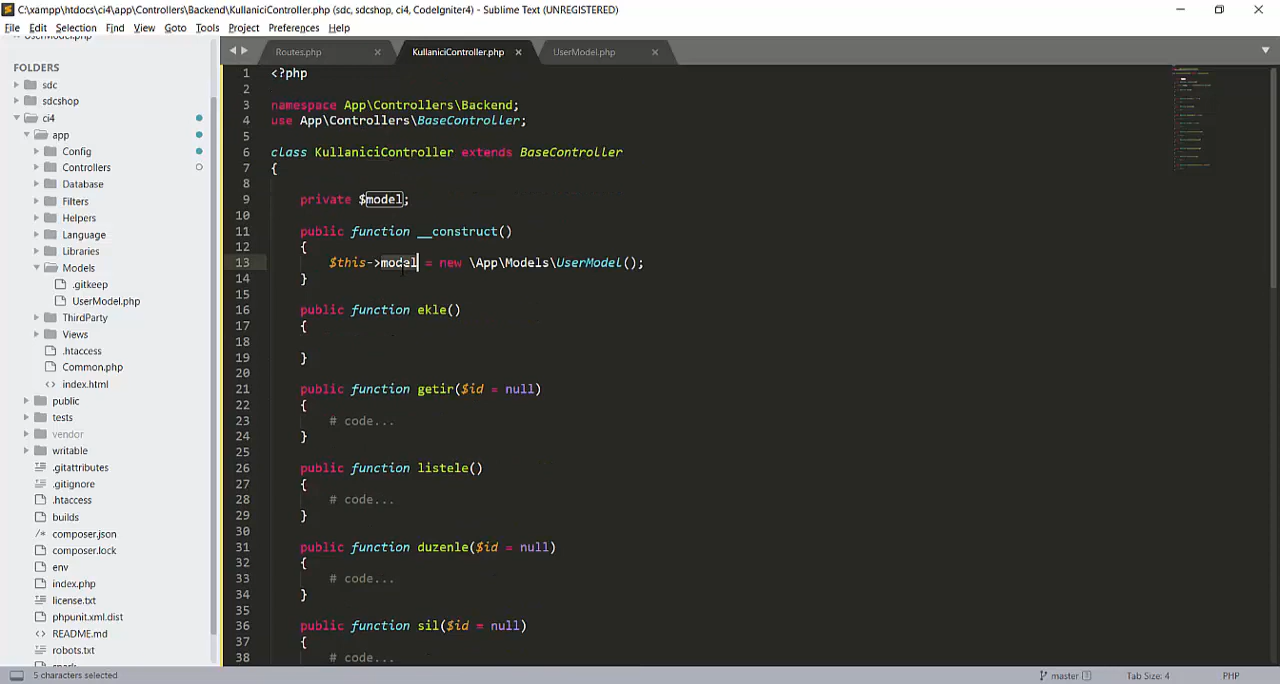 C:\xampp\htdocs\ci4\app\Controllers\Backend\KullaniciController.php (sdc, sdcshop, ci4, CodeIgniter4) - Sublime Text (UNREGISTERED)
File Edit Selection Find View Goto Tools Project Preferences Help
UserModel.php
Routes.php KullaniciController.php UserModel.php
FOLDERS
sdc
sdcshop
ci4
app
Config
Controllers
Database
Filters
Helpers
Language
Libraries
Models
.gitkeep
UserModel.php
ThirdParty
Views
.htaccess
Common.php
index.html
public
tests
vendor
writable
.gitattributes
.gitignore
.htaccess
builds
composer.json
composer.lock
env
index.php
license.txt
phpunit.xml.dist
README.md
robots.txt
1 <?php
2
3 namespace App\Controllers\Backend;
4 use App\Controllers\BaseController;
5
6 class KullaniciController extends BaseController
7 {
8
9 private $model;
10
11 public function __construct()
12 {
13 $this->model = new \App\Models\UserModel();
14 }
15
16 public function ekle()
17 {
18
19 }
20
21 public function getir($id = null)
22 {
23 # code...
24 }
25
26 public function listele()
27 {
28 # code...
29 }
30
31 public function duzenle($id = null)
32 {
33 # code...
34 }
35
36 public function sil($id = null)
37 {
38 # code...
5 characters selected
master Tab Size: 4 PHP